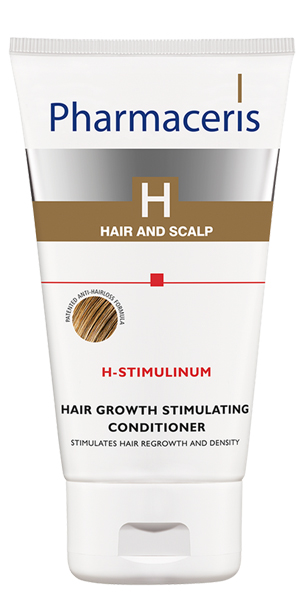 Pharmaceris
H
HAIR AND SCALP
PATENTED ANTI-HAIRLOSS FORMULA
H-STIMULINUM
HAIR GROWTH STIMULATING
CONDITIONER
STIMULATES HAIR REGROWTH AND DENSITY